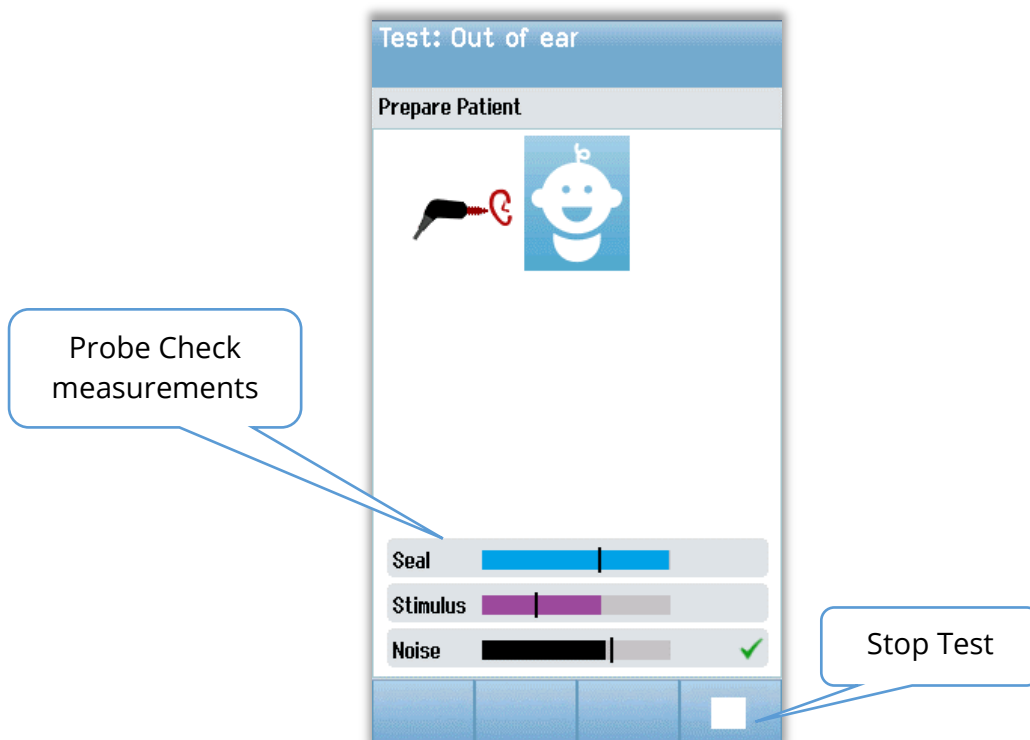 Test: Out of ear
Prepare Patient
Probe Check
measurements
Seal
Stimulus
Noise
Stop Test